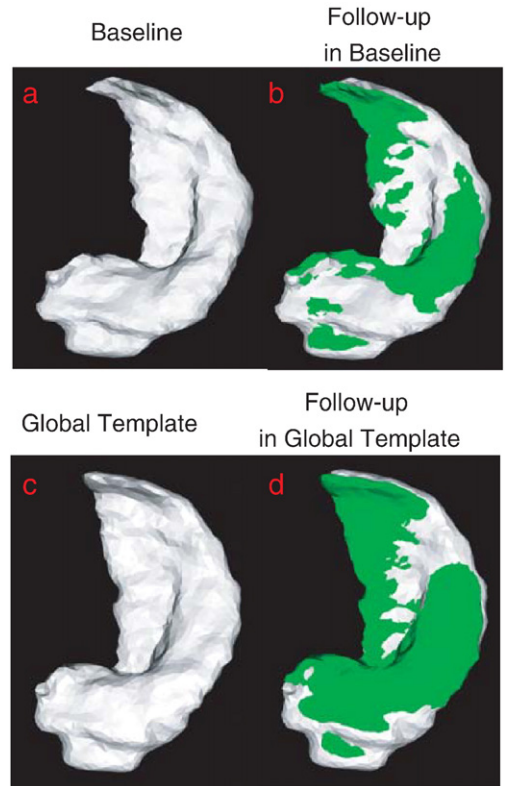 Baseline
Follow-up
in Baseline
a
b
Global Template
Follow-up
in Global Template
c
d